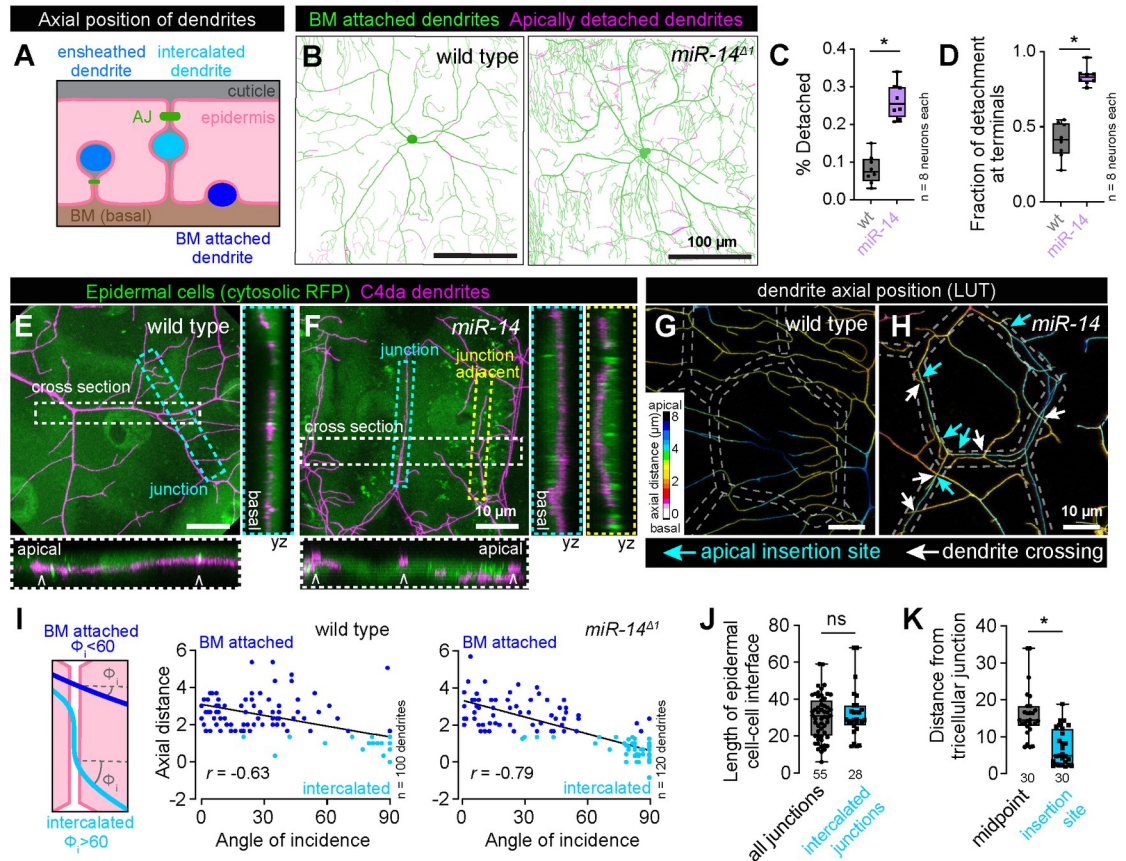 Axial position of dendrites
BM attached dendrites Apically detached dendrites
A
ensheathed dendrite
intercalated dendrite
cuticle
AJ
epidermis
BM (basal)
BM attached dendrite
B
wild type
miR-14Δ1
100 µm
C
% Detached
0.4
0.3
0.2
0.1
0.0
*
wt
miR-14
n = 8 neurons each
D
Fraction of detachment at terminals
1.0
0.5
0.0
*
wt
miR-14
n = 8 neurons each
Epidermal cells (cytosolic RFP) C4da dendrites
E
wild type
cross section
junction
basal
yz
apical
F
miR-14
junction
junction adjacent
cross section
10 µm
basal
yz
yz
apical
dendrite axial position (LUT)
G
wild type
apical
axial distance (µm)
8
6
4
2
0
basal
H
miR-14
10 µm
apical insertion site
dendrite crossing
I
BM attached
Φi<60
Φi
Φi
intercalated
Φi>60
wild type
BM attached
Axial distance
6
4
2
0
-2
r = -0.63
intercalated
n = 100 dendrites
0 30 60 90
Angle of incidence
miR-14Δ1
BM attached
6
4
2
0
-2
r = -0.79
intercalated
n = 120 dendrites
0 30 60 90
Angle of incidence
J
Length of epidermal cell-cell interface
80
60
40
20
0
ns
55
28
all junctions
intercalated junctions
K
Distance from tricellular junction
40
30
20
10
0
*
30
30
midpoint
insertion site